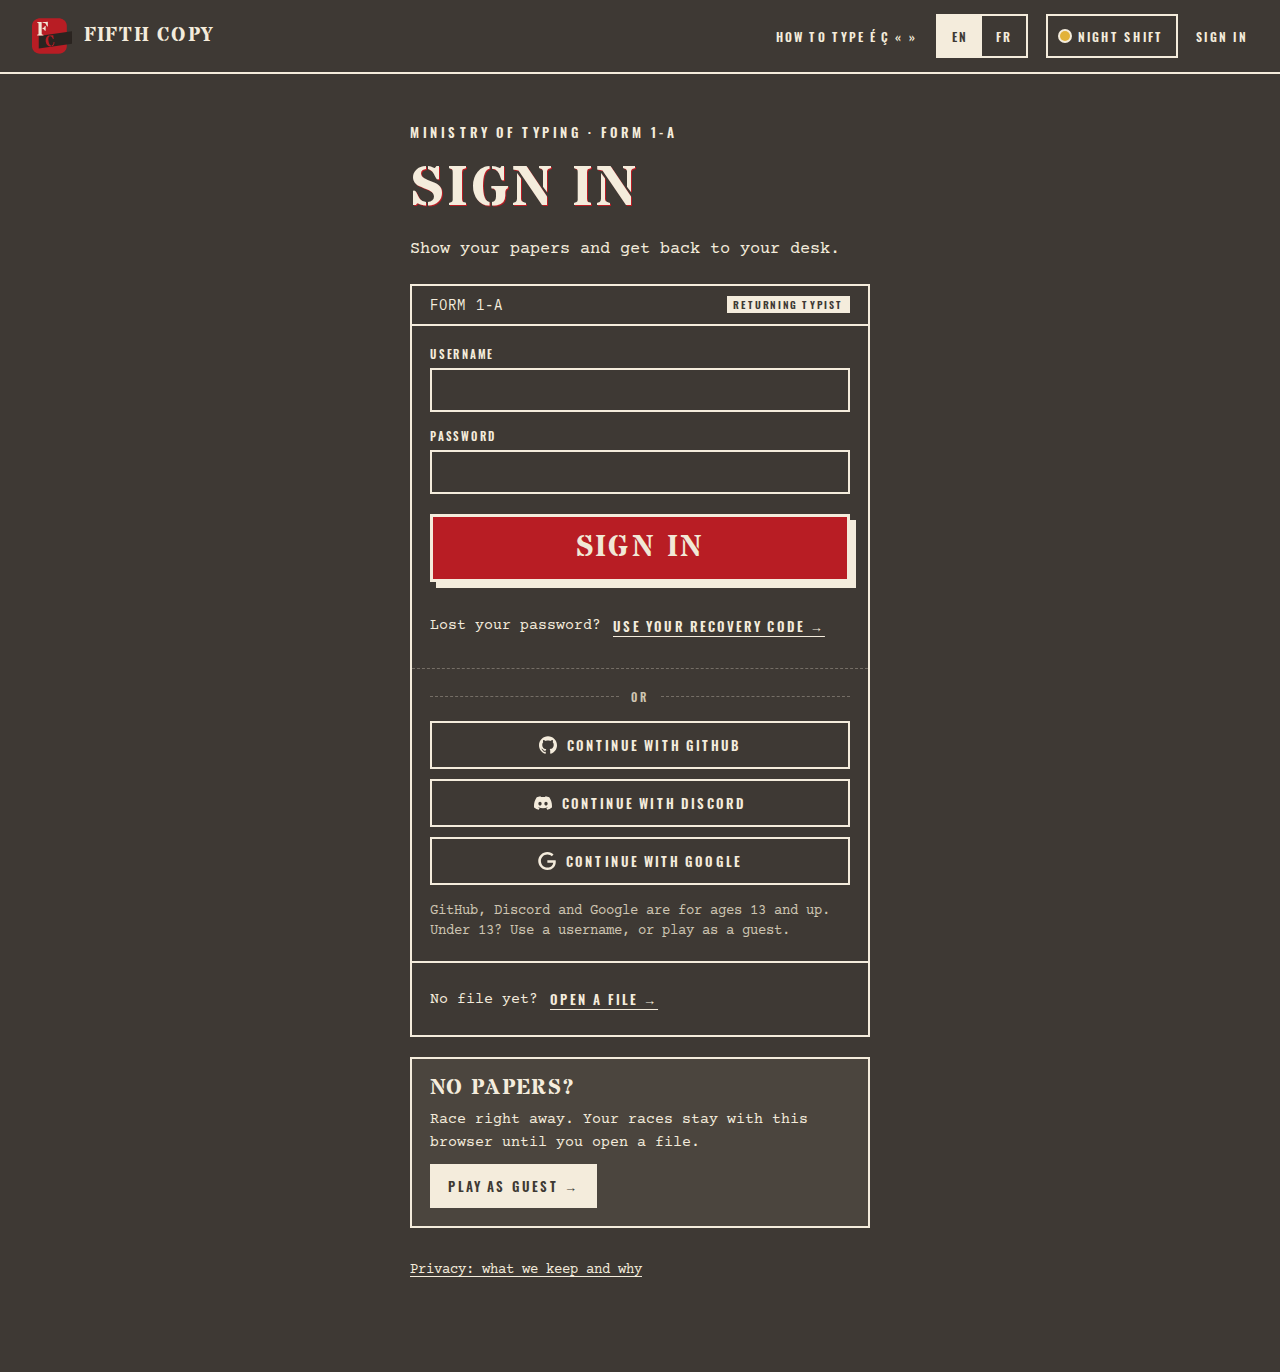 FC
FIFTH COPY
HOW TO TYPE É Ç « »
EN
FR
NIGHT SHIFT
SIGN IN
MINISTRY OF TYPING · FORM 1-A
SIGN IN
Show your papers and get back to your desk.
FORM 1-A
RETURNING TYPIST
USERNAME
PASSWORD
SIGN IN
Lost your password? USE YOUR RECOVERY CODE →
OR
CONTINUE WITH GITHUB
CONTINUE WITH DISCORD
CONTINUE WITH GOOGLE
GitHub, Discord and Google are for ages 13 and up.
Under 13? Use a username, or play as a guest.
No file yet? OPEN A FILE →
NO PAPERS?
Race right away. Your races stay with this
browser until you open a file.
PLAY AS GUEST →
Privacy: what we keep and why